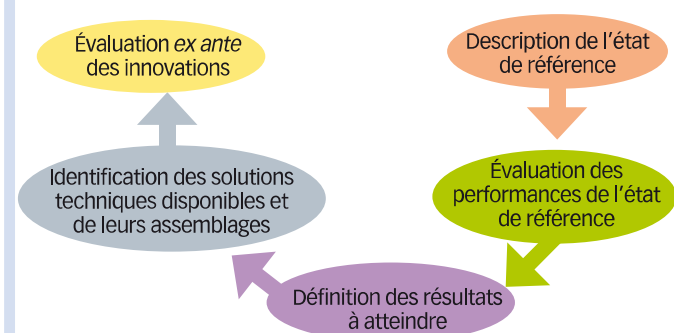 Description de l'état
de référence
Évaluation des
performances de l'état
de référence
Définition des résultats
à atteindre
Identification des solutions
techniques disponibles et
de leurs assemblages
Évaluation ex ante
des innovations